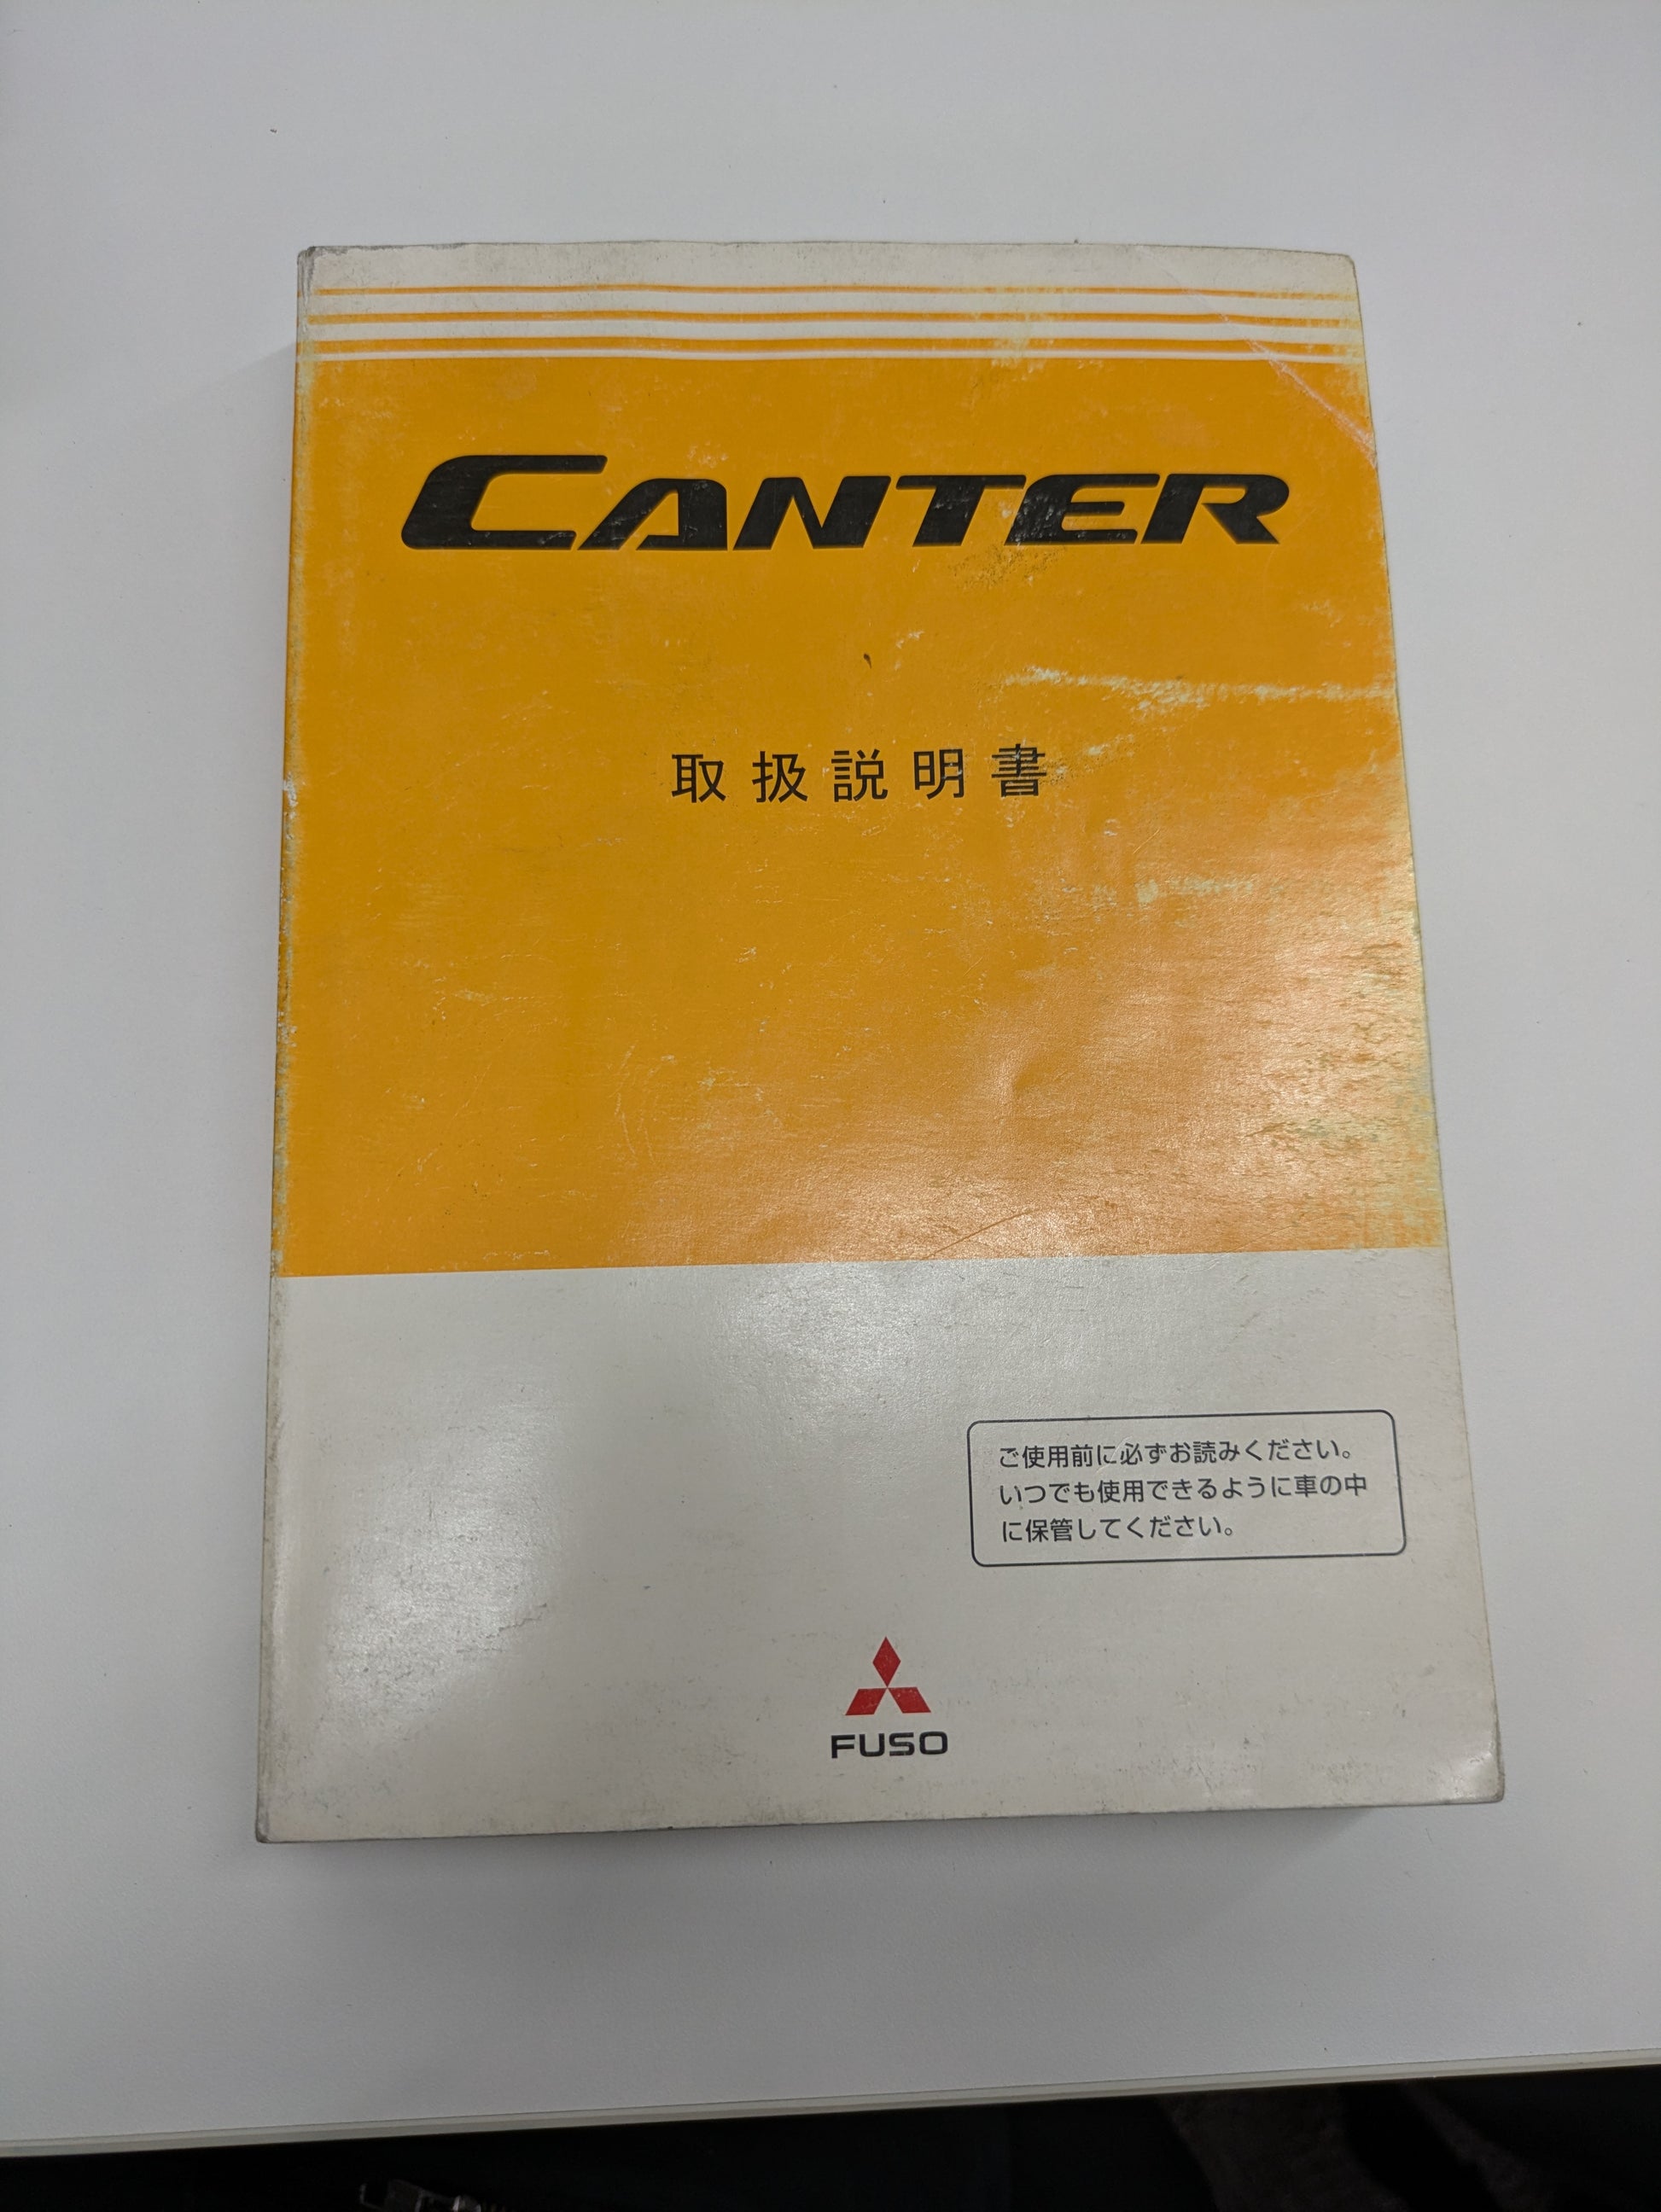 CANTER
取扱説明書
ご使用前に必ずお読みください。
いつでも使用できるように車の中
に保管してください。
FUSO